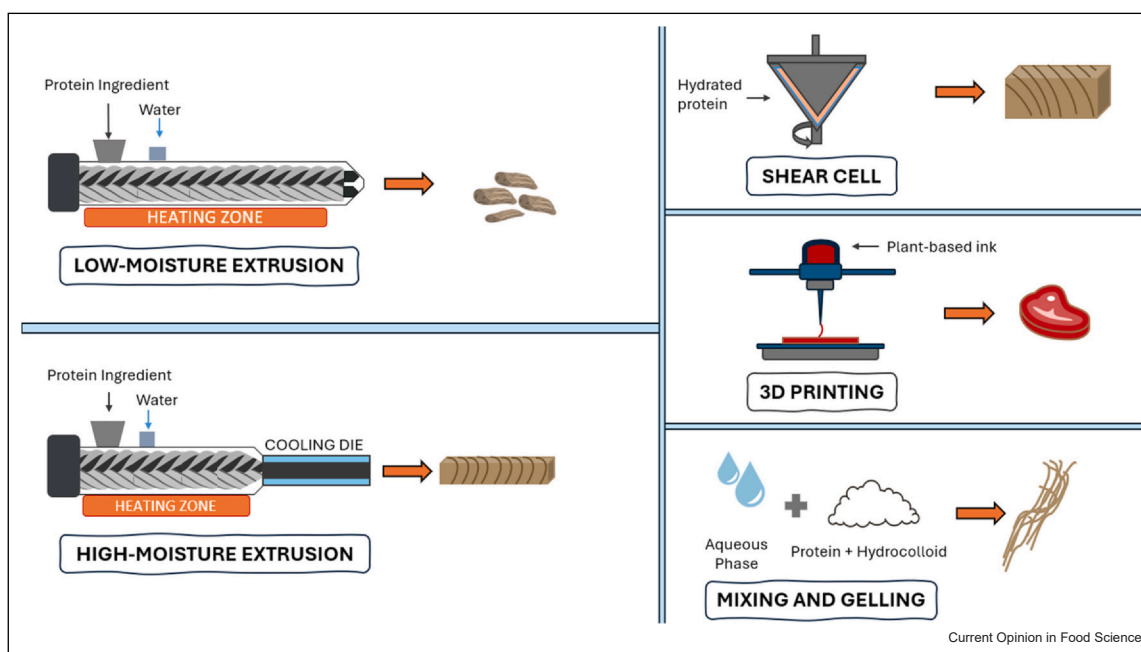 Protein Ingredient
Water
HEATING ZONE
LOW-MOISTURE EXTRUSION
Protein Ingredient
Water
COOLING DIE
HEATING ZONE
HIGH-MOISTURE EXTRUSION
Hydrated
protein
SHEAR CELL
Plant-based ink
3D PRINTING
Aqueous
Phase
Protein + Hydrocolloid
MIXING AND GELLING
Current Opinion in Food Science